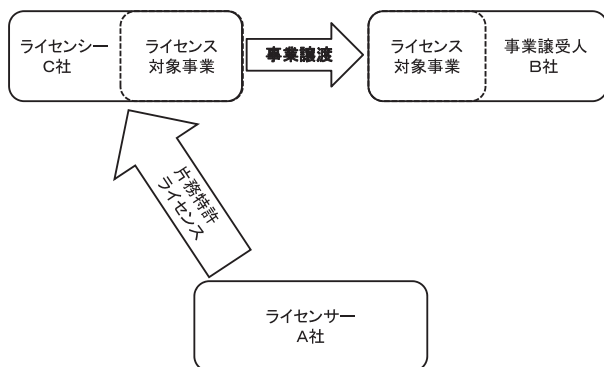 ライセンシー
C社
ライセンス
対象事業
事業譲渡
ライセンス
対象事業
事業譲受人
B社
片務特許
ライセンス
ライセンサー
A社